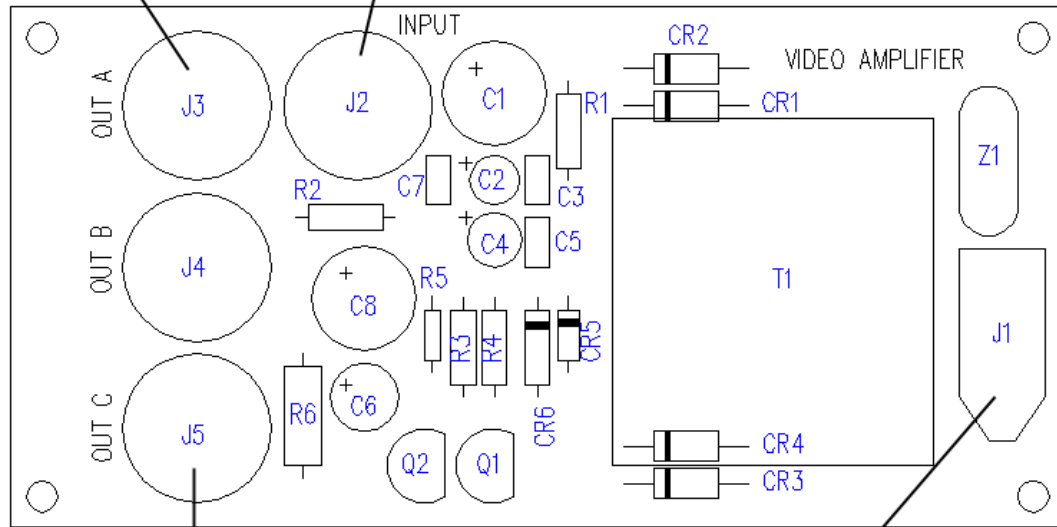 INPUT
VIDEO AMPLIFIER
OUT A
J3
J2
C1
R1
CR2
CR1
Z1
C7
C2
C3
R2
C4
C5
OUT B
J4
C8
R5
R3
R4
CR6
CR5
T1
J1
OUT C
J5
R6
C6
Q2
Q1
CR4
CR3